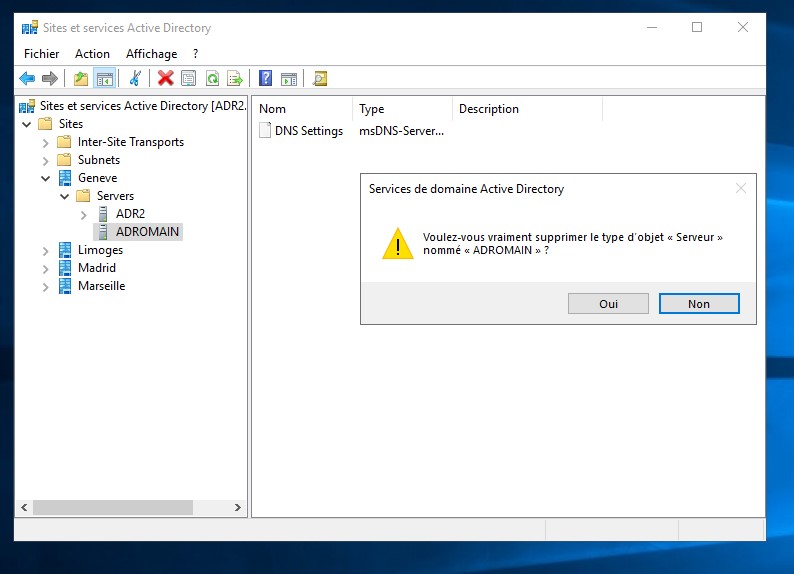 Sites et services Active Directory
Fichier Action Affichage ?
Sites et services Active Directory [ADR2.
Sites
Inter-Site Transports
Subnets
Geneve
Servers
ADR2
ADROMAIN
Limoges
Madrid
Marseille
Nom Type Description
DNS Settings msDNS-Server...
Services de domaine Active Directory
Voulez-vous vraiment supprimer le type d'objet « Serveur »
nommé « ADROMAIN » ?
Oui Non